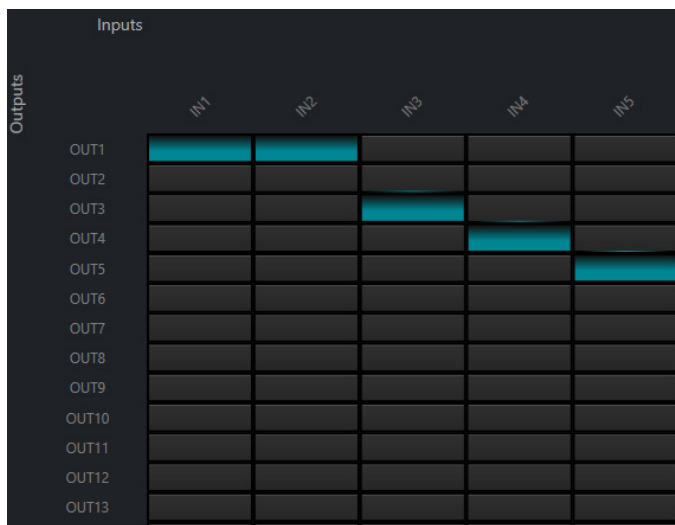 Inputs
Outputs
IN1 IN2 IN3 IN4 IN5
OUT1
OUT2
OUT3
OUT4
OUT5
OUT6
OUT7
OUT8
OUT9
OUT10
OUT11
OUT12
OUT13